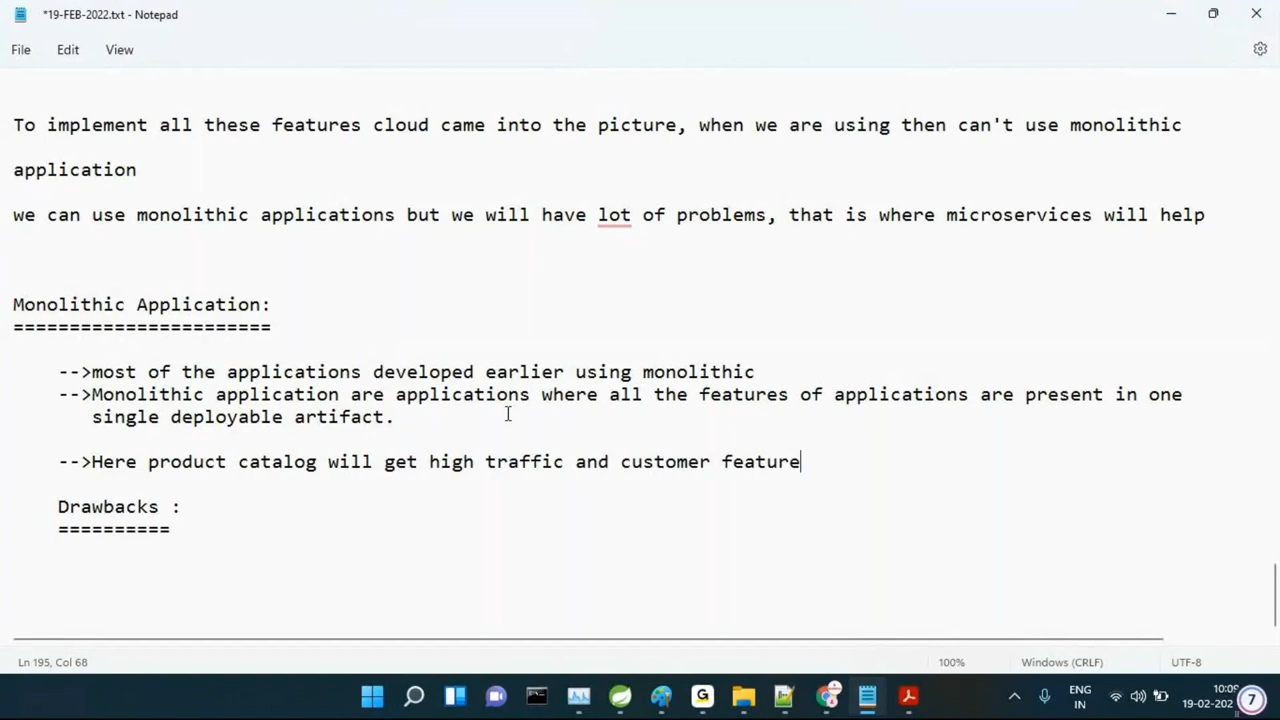 *19-FEB-2022.txt - Notepad
File Edit View
To implement all these features cloud came into the picture, when we are using then can't use monolithic
application
we can use monolithic applications but we will have lot of problems, that is where microservices will help
Monolithic Application:
=======================
-->most of the applications developed earlier using monolithic
-->Monolithic application are applications where all the features of applications are present in one
single deployable artifact.
-->Here product catalog will get high traffic and customer feature
Drawbacks :
==========
Ln 195, Col 68 100% Windows (CRLF) UTF-8
ENG
IN
10:09
19-02-202
7
G